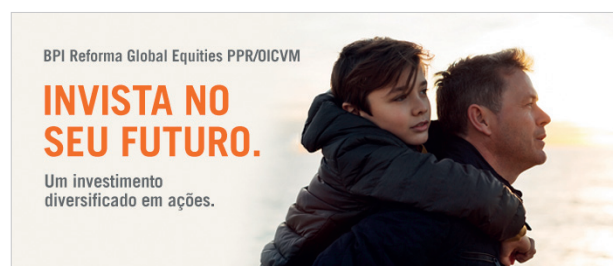 BPI Reforma Global Equities PPR/OICVM
INVISTA NO
SEU FUTURO.
Um investimento
diversificado em ações.